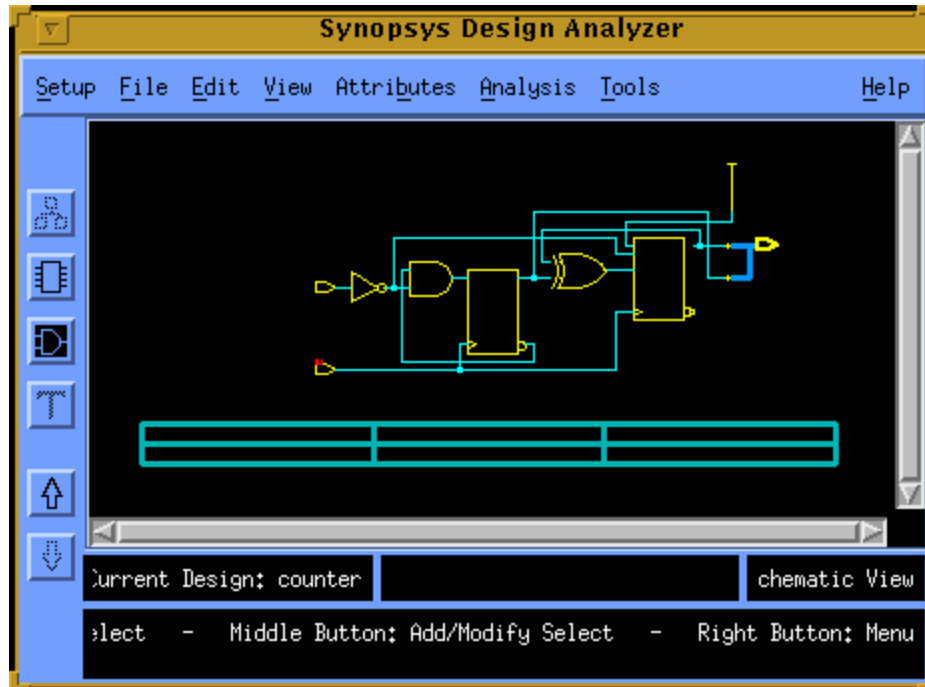 Synopsys Design Analyzer
Setup File Edit View Attributes Analysis Tools Help
Current Design: counter
chematic View
elect - Middle Button: Add/Modify Select - Right Button: Menu